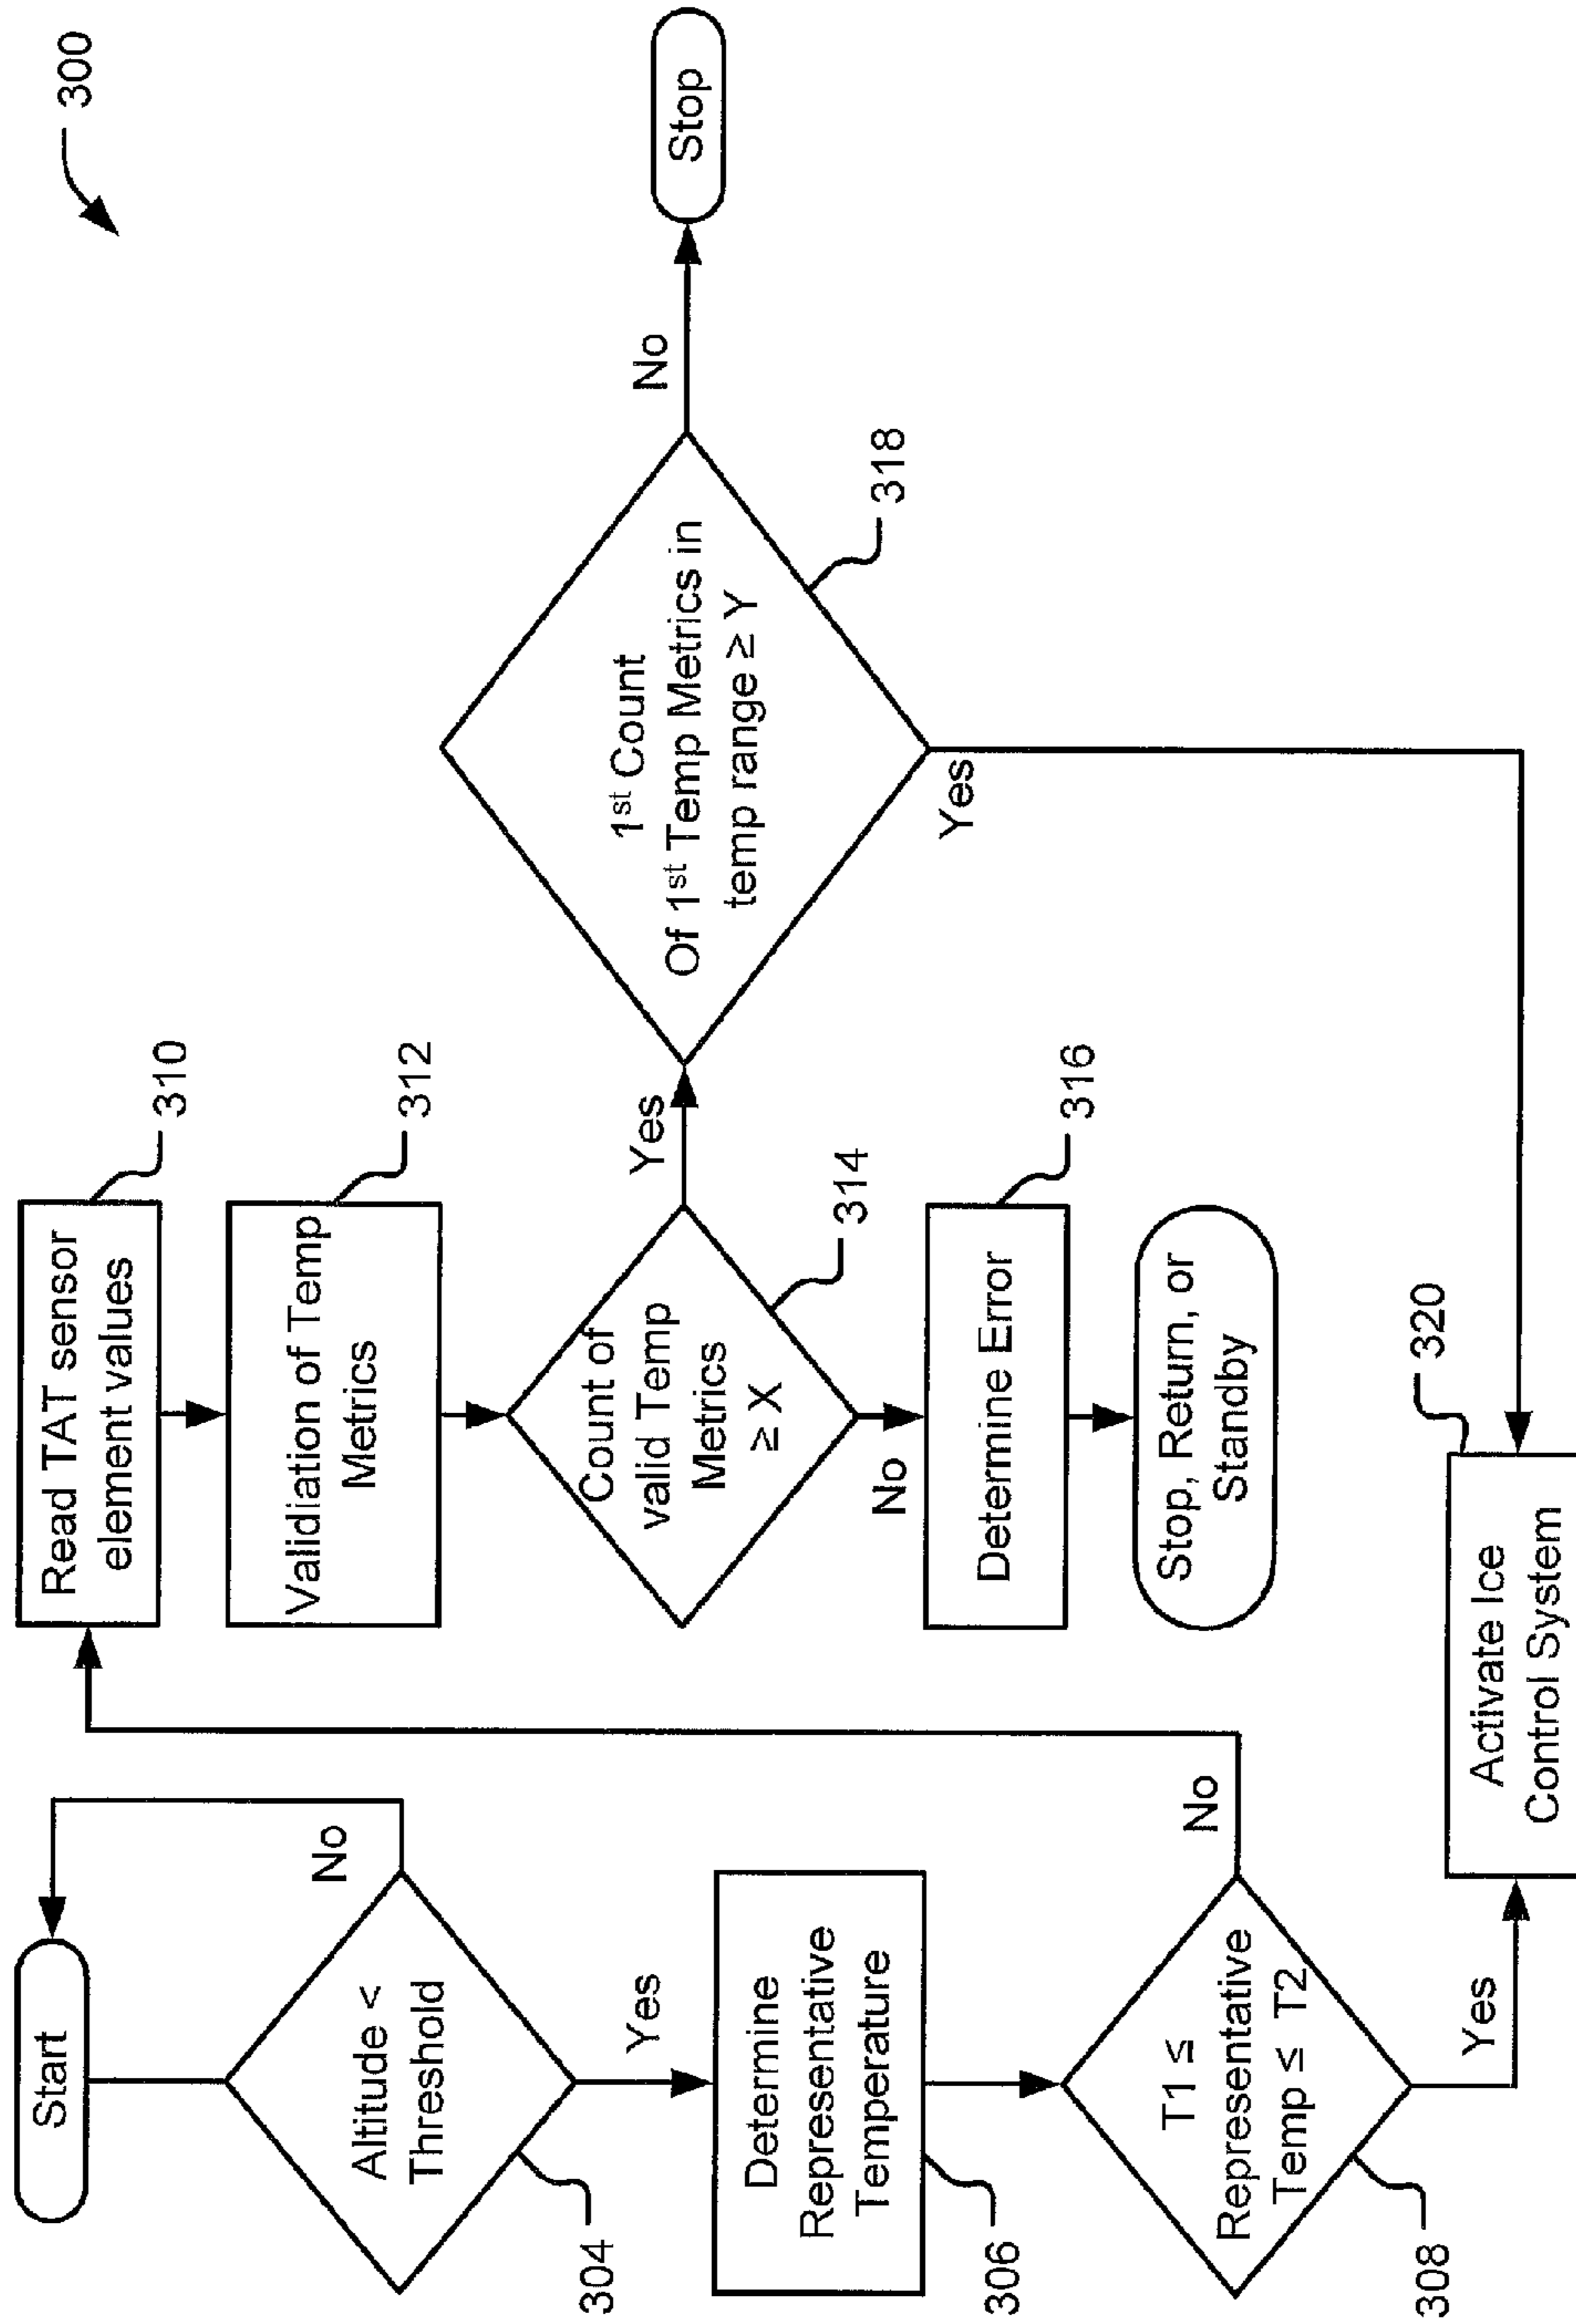 300
Start
Altitude <
Threshold
No
Yes
304
Determine
Representative
Temperature
306
T1 ≤
Representative
Temp ≤ T2
No
Yes
308
Read TAT sensor
element values
310
Validiation of Temp
Metrics
312
Count of
valid Temp
Metrics
≥ X
Yes
No
314
Determine Error
316
Stop, Return, or
Standby
1st Count
Of 1st Temp Metrics in
temp range ≥ Y
No
Yes
318
Stop
Activate Ice
Control System
320